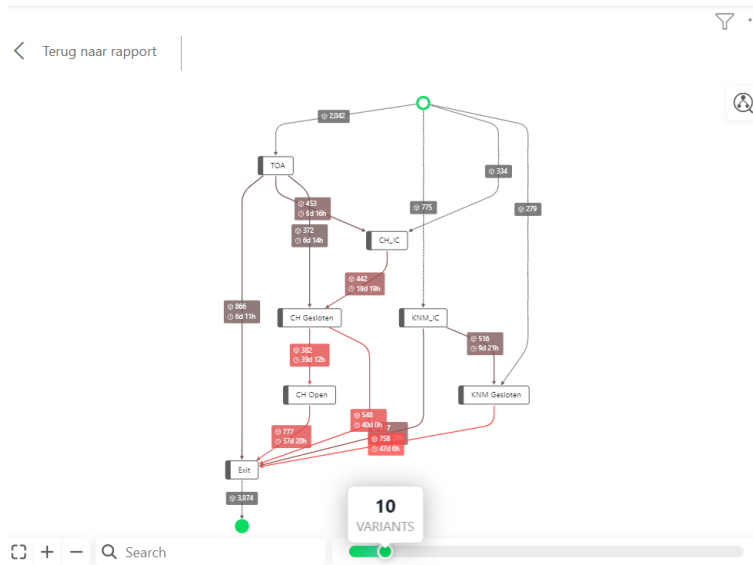 Terug naar rapport
2,042
TOA
334
453
9d 16h
775
279
372
6d 14h
CH_IC
442
19d 19h
866
6d 11h
CH Gesloten
KNM_IC
382
39d 12h
516
9d 21h
CH Open
KNM Gesloten
548
40d 0h
777
37d 20h
7
758
47d 6h
Exit
3,874
10
VARIANTS
Search